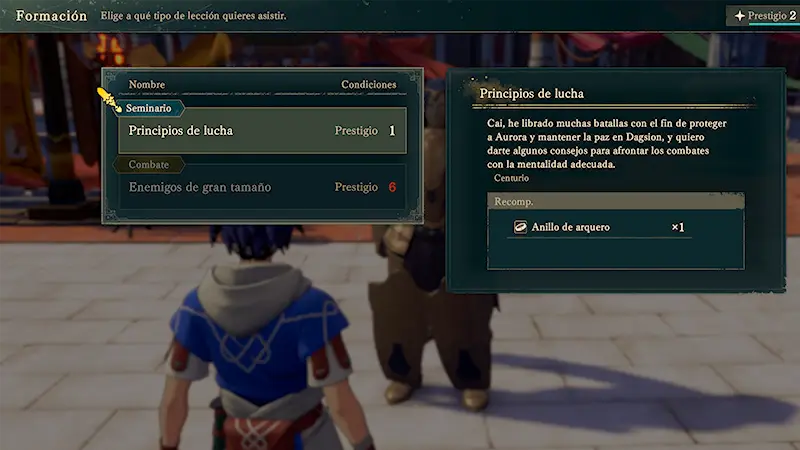 Formación
Elige a qué tipo de lección quieres asistir.
Prestigio 2
Nombre Condiciones
Seminario
Principios de lucha Prestigio 1
Combate
Enemigos de gran tamaño Prestigio 6
Principios de lucha
Cai, he librado muchas batallas con el fin de proteger
a Aurora y mantener la paz en Dagsion, y quiero
darte algunos consejos para afrontar los combates
con la mentalidad adecuada.
Centurio
Recomp.
Anillo de arquero ×1